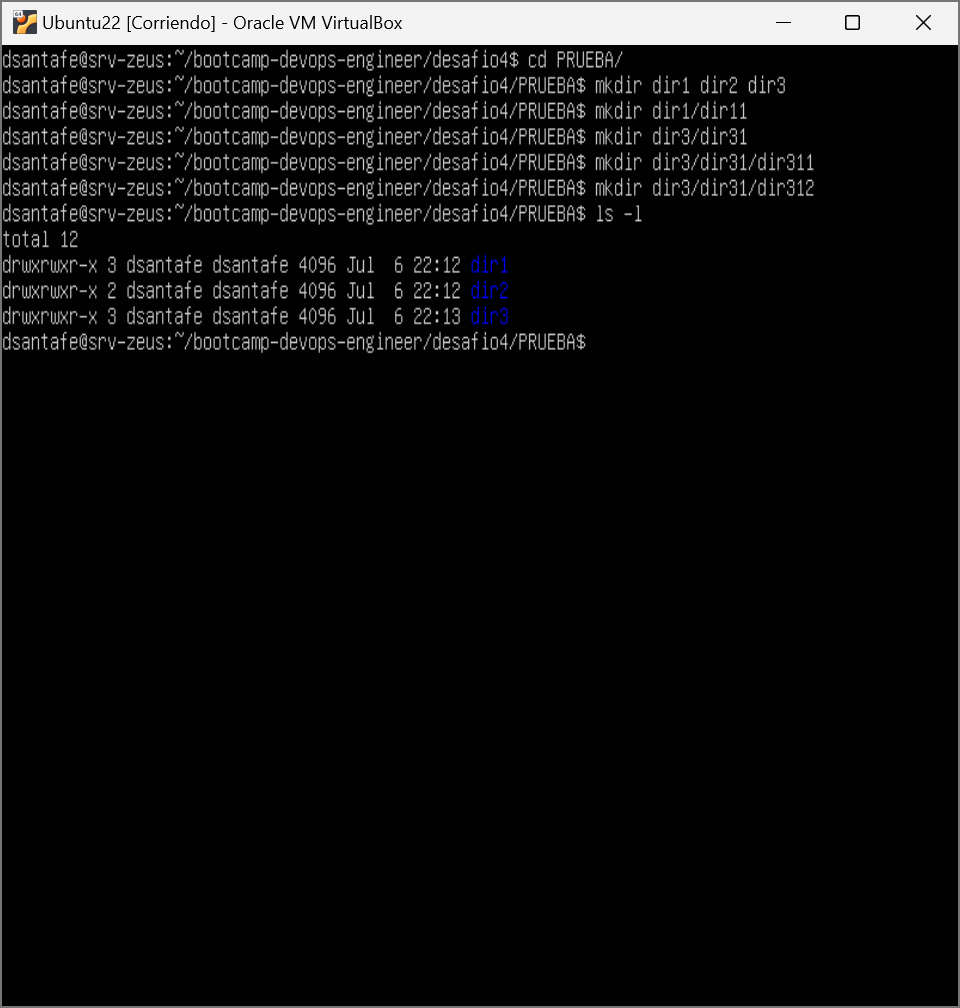 Ubuntu22 [Corriendo] - Oracle VM VirtualBox
dsantafe@srv-zeus:~/bootcamp-devops-engineer/desafio4$ cd PRUEBA/
dsantafe@srv-zeus:~/bootcamp-devops-engineer/desafio4/PRUEBA$ mkdir dir1 dir2 dir3
dsantafe@srv-zeus:~/bootcamp-devops-engineer/desafio4/PRUEBA$ mkdir dir1/dir11
dsantafe@srv-zeus:~/bootcamp-devops-engineer/desafio4/PRUEBA$ mkdir dir3/dir31
dsantafe@srv-zeus:~/bootcamp-devops-engineer/desafio4/PRUEBA$ mkdir dir3/dir31/dir311
dsantafe@srv-zeus:~/bootcamp-devops-engineer/desafio4/PRUEBA$ mkdir dir3/dir31/dir312
dsantafe@srv-zeus:~/bootcamp-devops-engineer/desafio4/PRUEBA$ ls -l
total 12
drwxrwxr-x 3 dsantafe dsantafe 4096 Jul  6 22:12 dir1
drwxrwxr-x 2 dsantafe dsantafe 4096 Jul  6 22:12 dir2
drwxrwxr-x 3 dsantafe dsantafe 4096 Jul  6 22:13 dir3
dsantafe@srv-zeus:~/bootcamp-devops-engineer/desafio4/PRUEBA$